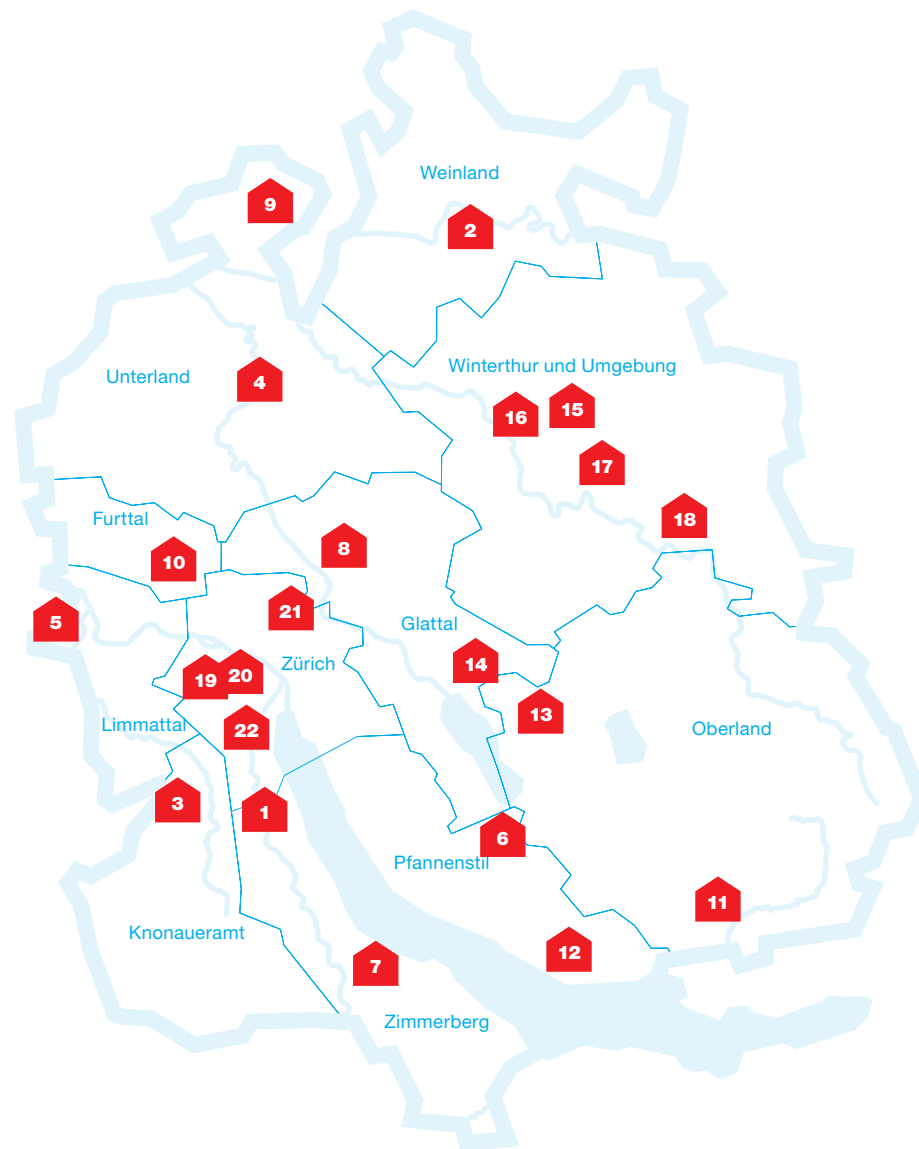 Weinland
9
2
Winterthur und Umgebung
Unterland
4
16
15
17
18
Furttal
8
10
21
5
Glattal
14
Zürich
19
20
13
Limmattal
22
Oberland
3
1
6
Pfannenstil
11
Knonaueramt
12
7
Zimmerberg